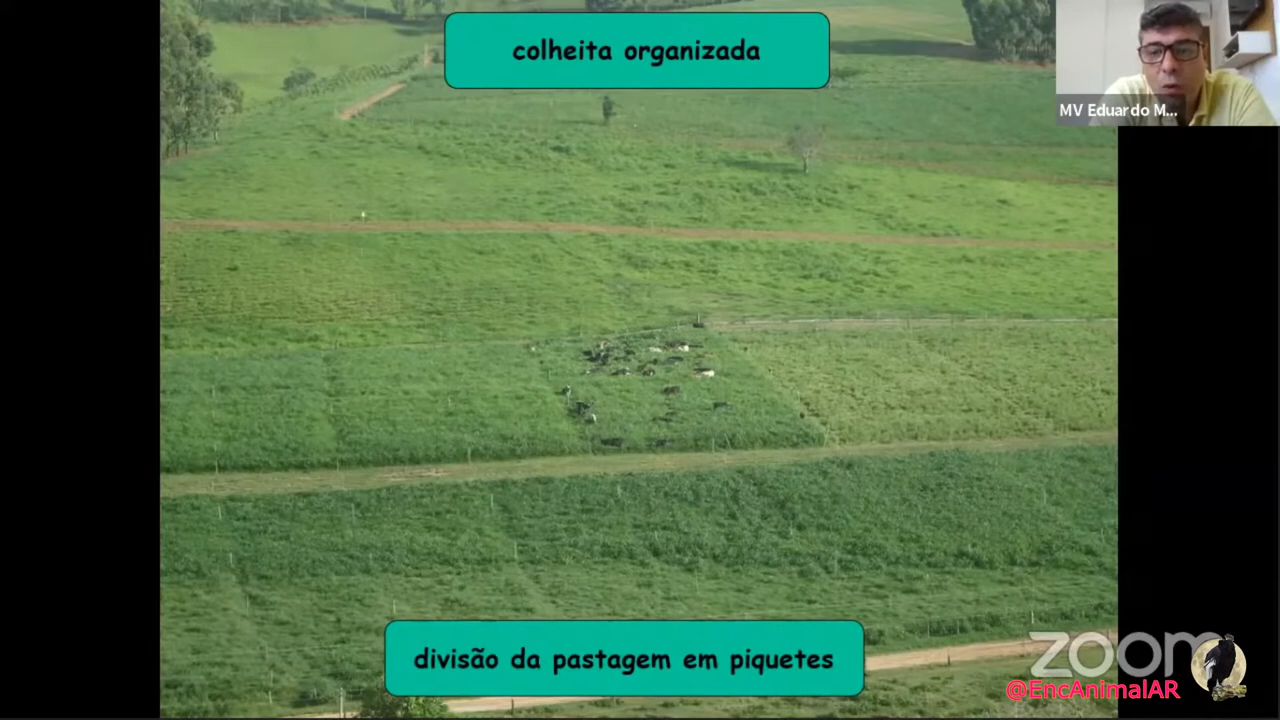 colheita organizada
MV Eduardo M...
divisão da pastagem em piquetes
zoom
@EncAnimalAR